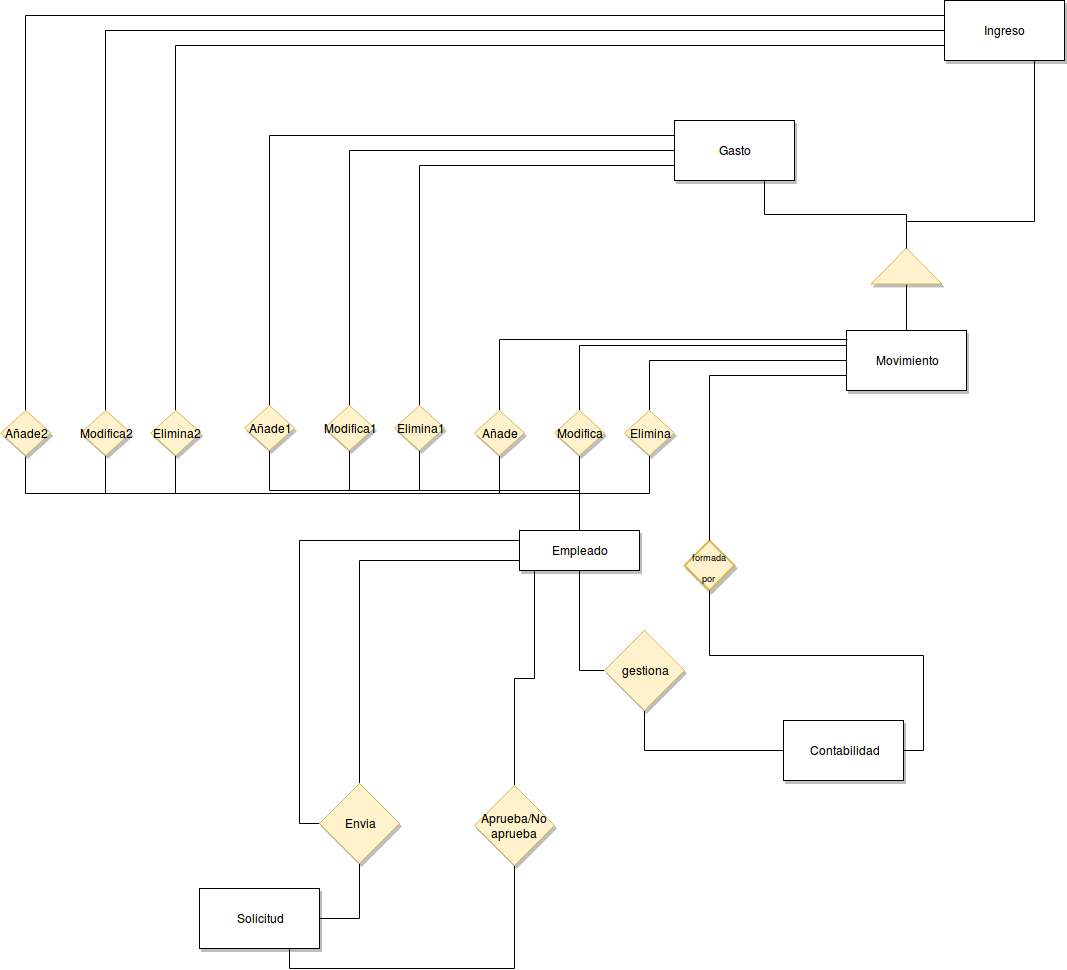 Ingreso
Gasto
Movimiento
Añade2
Modifica2
Elimina2
Añade1
Modifica1
Elimina1
Añade
Modifica
Elimina
Empleado
formada
por
gestiona
Contabilidad
Envia
Aprueba/No
aprueba
Solicitud